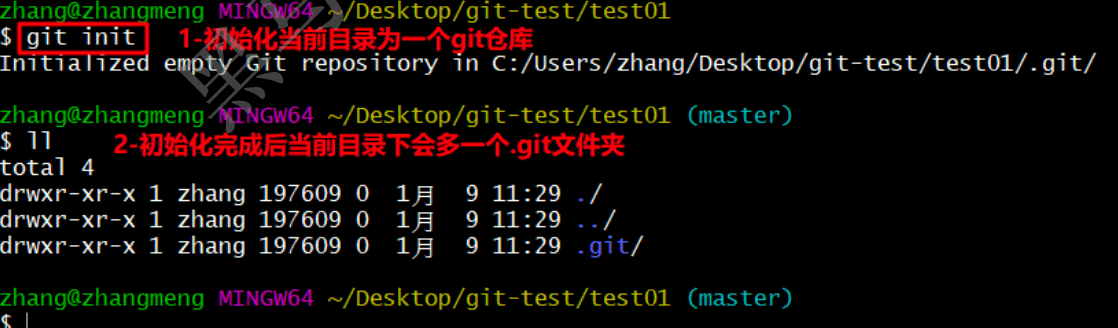 zhang@zhangmeng MINGW64 ~/Desktop/git-test/test01
$ git init 1-初始化当前目录为一个git仓库
Initialized empty Git repository in C:/Users/zhang/Desktop/git-test/test01/.git/
zhang@zhangmeng MINGW64 ~/Desktop/git-test/test01 (master)
$ ll 2-初始化完成后当前目录下会多一个.git文件夹
total 4
drwxr-xr-x 1 zhang 197609 0 1月 9 11:29 ./
drwxr-xr-x 1 zhang 197609 0 1月 9 11:29 ../
drwxr-xr-x 1 zhang 197609 0 1月 9 11:29 .git/
zhang@zhangmeng MINGW64 ~/Desktop/git-test/test01 (master)
$